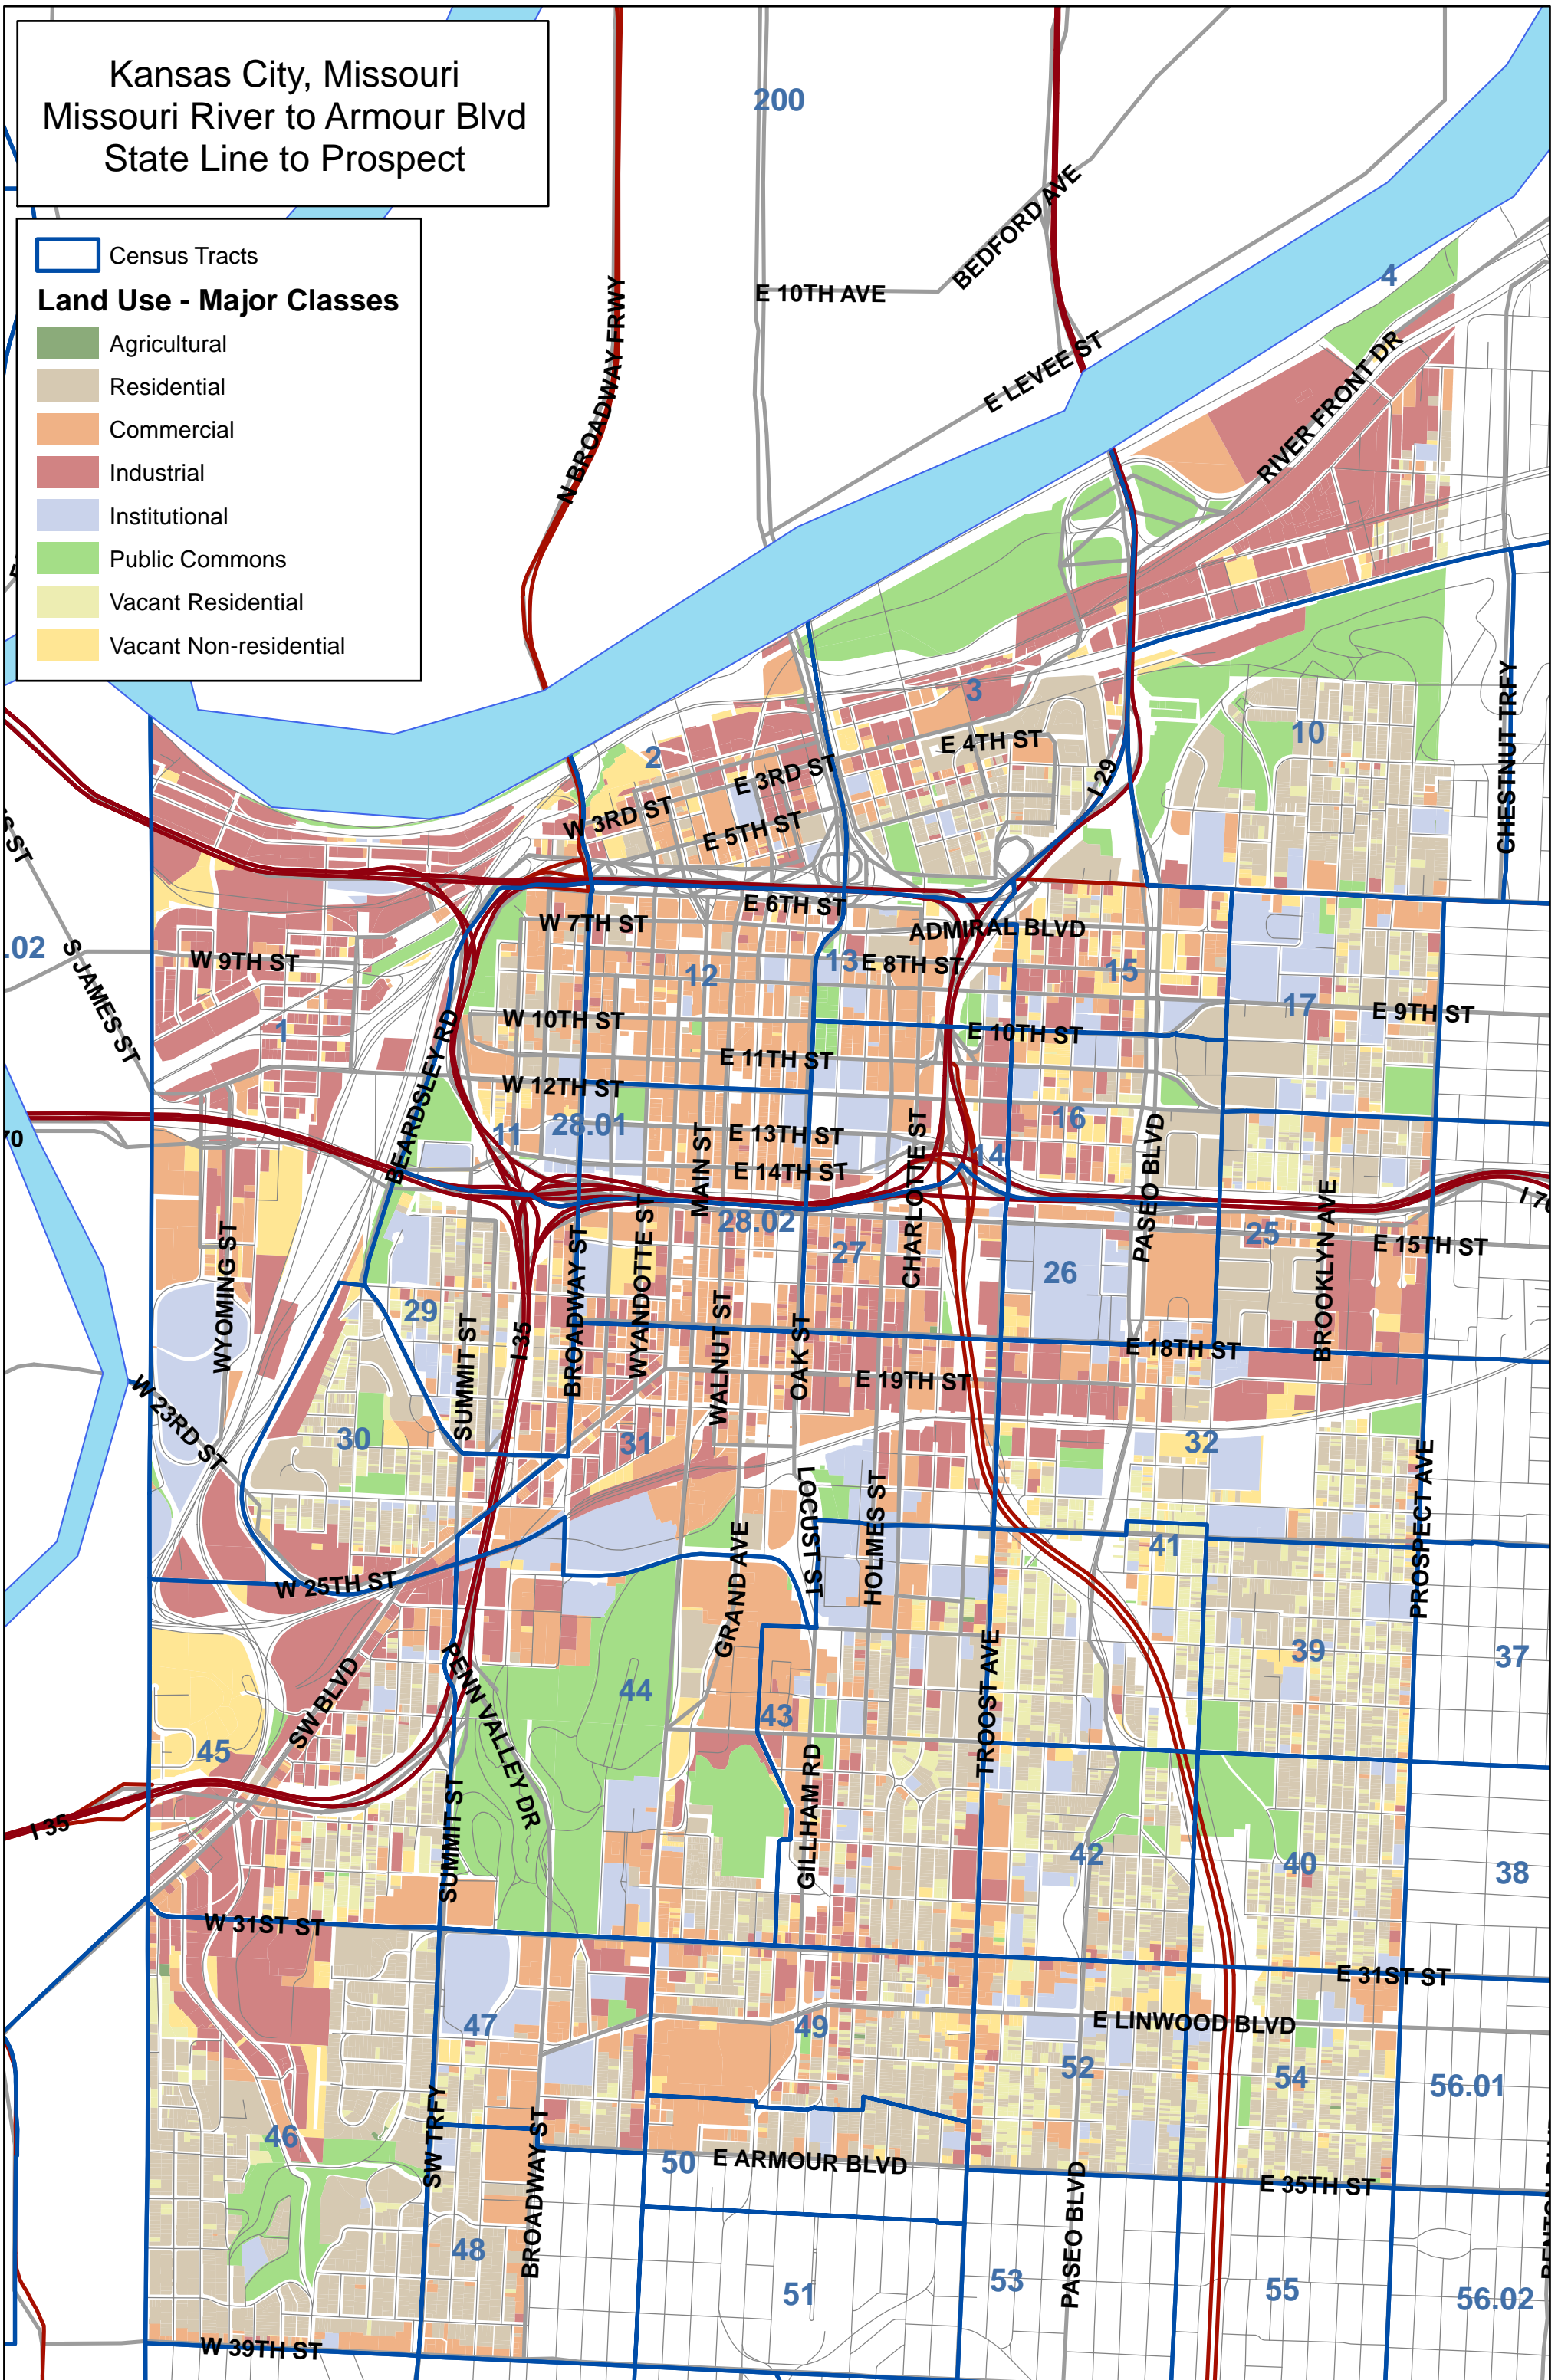 Kansas City, Missouri
Missouri River to Armour Blvd
State Line to Prospect
Census Tracts
Land Use - Major Classes
Agricultural
Residential
Commercial
Industrial
Institutional
Public Commons
Vacant Residential
Vacant Non-residential
200
BEDFORD AVE
E 10TH AVE
4
N BROADWAY FRWY
E LEVEE ST
RIVER FRONT DR
3
2
10
CHESTNUT TRFY
E 4TH ST
E 3RD ST
I 29
W 3RD ST
E 5TH ST
E 6TH ST
W 7TH ST
ADMIRAL BLVD
.02
S JAMES ST
W 9TH ST
12
13
E 8TH ST
15
17
E 9TH ST
1
BEARDSLEY RD
W 10TH ST
E 10TH ST
E 11TH ST
W 12TH ST
11
28.01
MAIN ST
E 13TH ST
CHARLOTTE ST
14
16
PASEO BLVD
70
E 14TH ST
28.02
27
26
25
BROOKLYN AVE
E 15TH ST
I 70
WYOMING ST
29
SUMMIT ST
I 35
BROADWAY ST
WYANDOTTE ST
WALNUT ST
OAK ST
E 18TH ST
E 19TH ST
W 23RD ST
30
31
32
PROSPECT AVE
LOCUST ST
HOLMES ST
41
W 25TH ST
GRAND AVE
39
37
SW BLVD
PENN VALLEY DR
44
43
TROOST AVE
45
I 35
SUMMIT ST
GILLHAM RD
42
40
38
W 31ST ST
E 31ST ST
47
49
E LINWOOD BLVD
52
54
56.01
46
SW TRFY
BROADWAY ST
50
E ARMOUR BLVD
PASEO BLVD
E 35TH ST
48
51
53
55
56.02
W 39TH ST